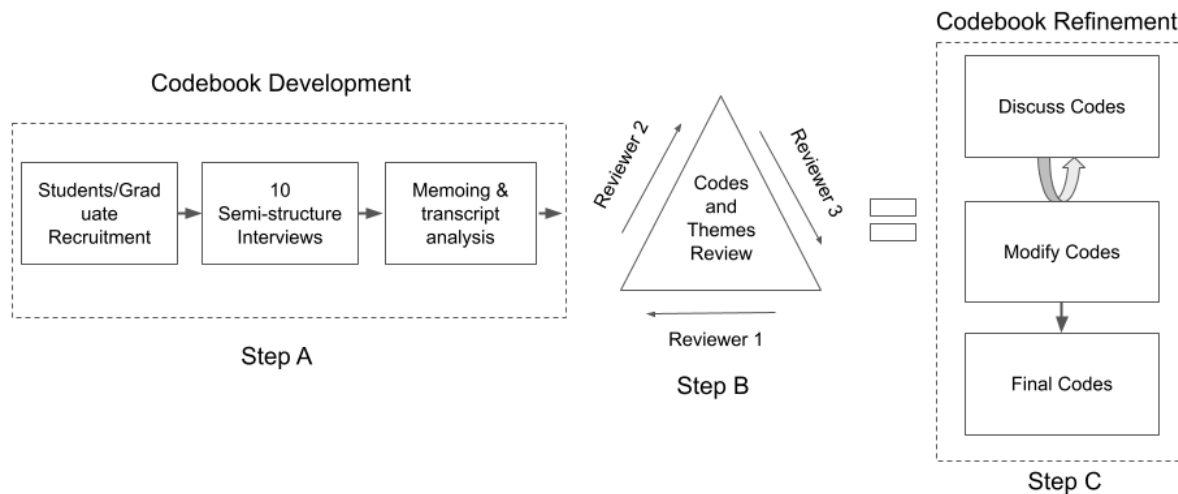 Codebook Development
Students/Grad
uate
Recruitment
10
Semi-structure
Interviews
Memoing &
transcript
analysis
Step A
Reviewer 2
Reviewer 3
Codes
and
Themes
Review
Reviewer 1
Step B
Codebook Refinement
Discuss Codes
Modify Codes
Final Codes
Step C